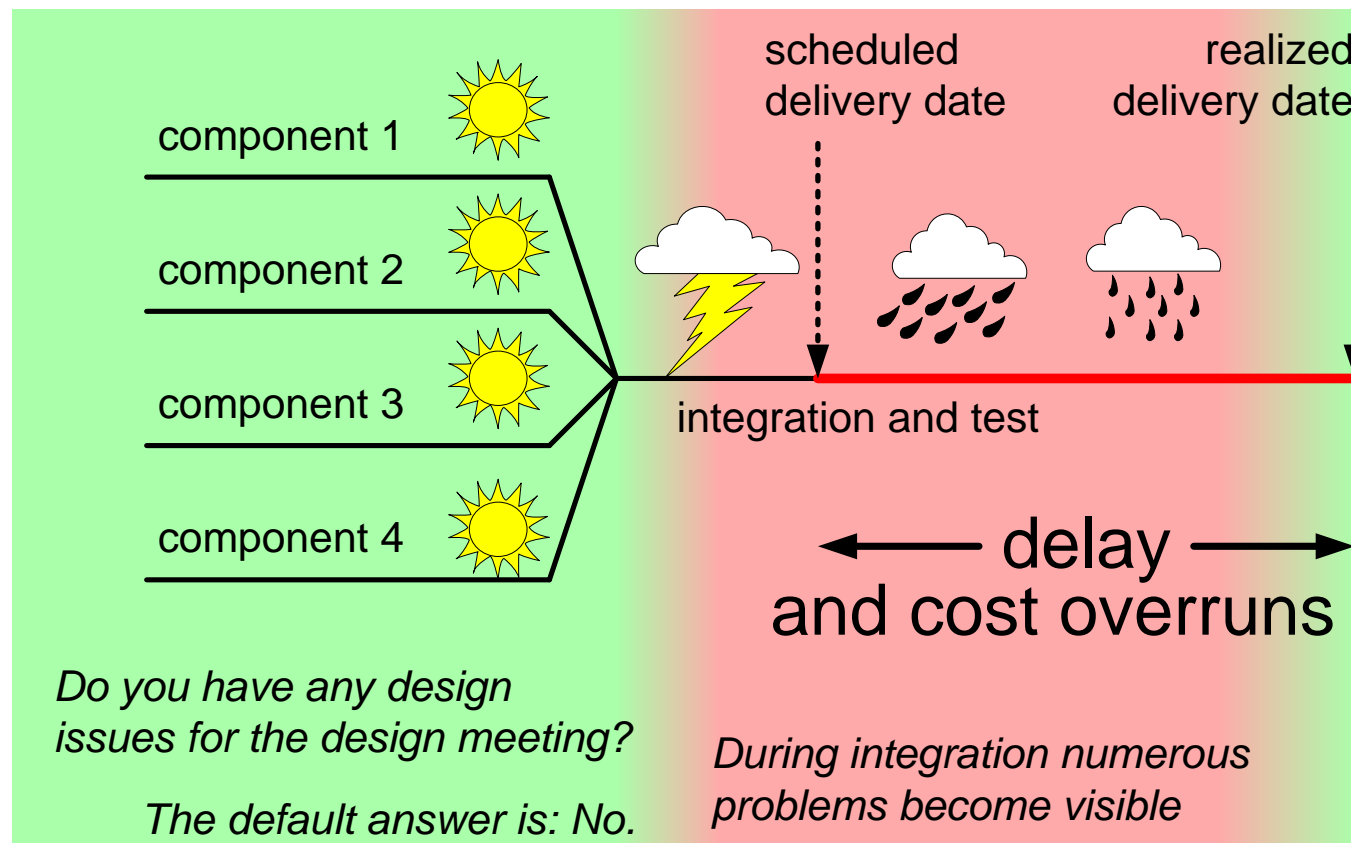 scheduled
delivery date
realized
delivery date
component 1
component 2
component 3
component 4
integration and test
delay
and cost overruns
Do you have any design
issues for the design meeting?
The default answer is: No.
During integration numerous
problems become visible